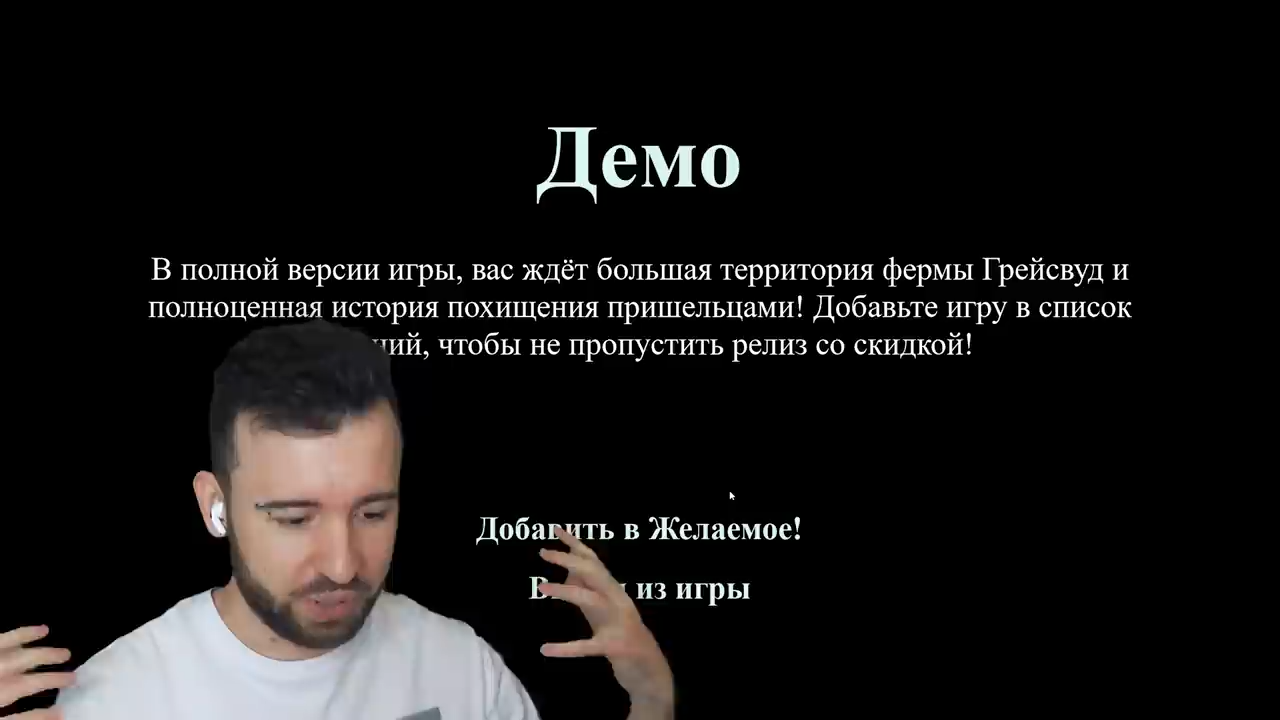 Демо
В полной версии игры, вас ждёт большая территория фермы Грейсвуд и
полноценная история похищения пришельцами! Добавьте игру в список
чтобы не пропустить релиз со скидкой!
Добавить в Желаемое!
из игры